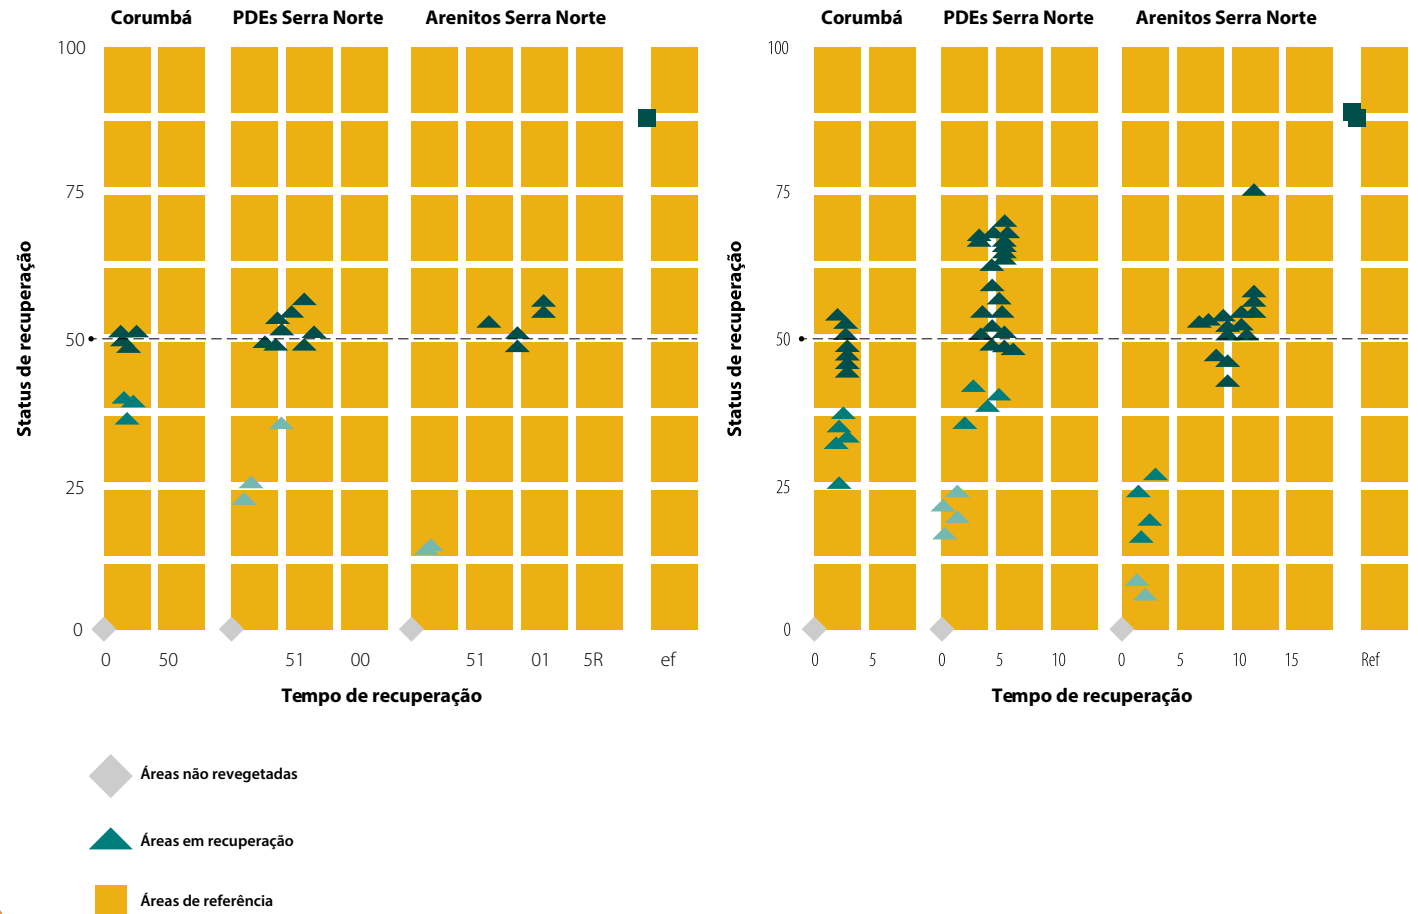 Corumbá PDEs Serra Norte Arenitos Serra Norte
100
75
50
25
0
Status de recuperação
0 50 51 00 51 01 5R ef
Tempo de recuperação
Corumbá PDEs Serra Norte Arenitos Serra Norte
100
75
50
25
0
Status de recuperação
0 5 0 5 10 0 5 10 15 Ref
Tempo de recuperação
Áreas não revegetadas
Áreas em recuperação
Áreas de referência